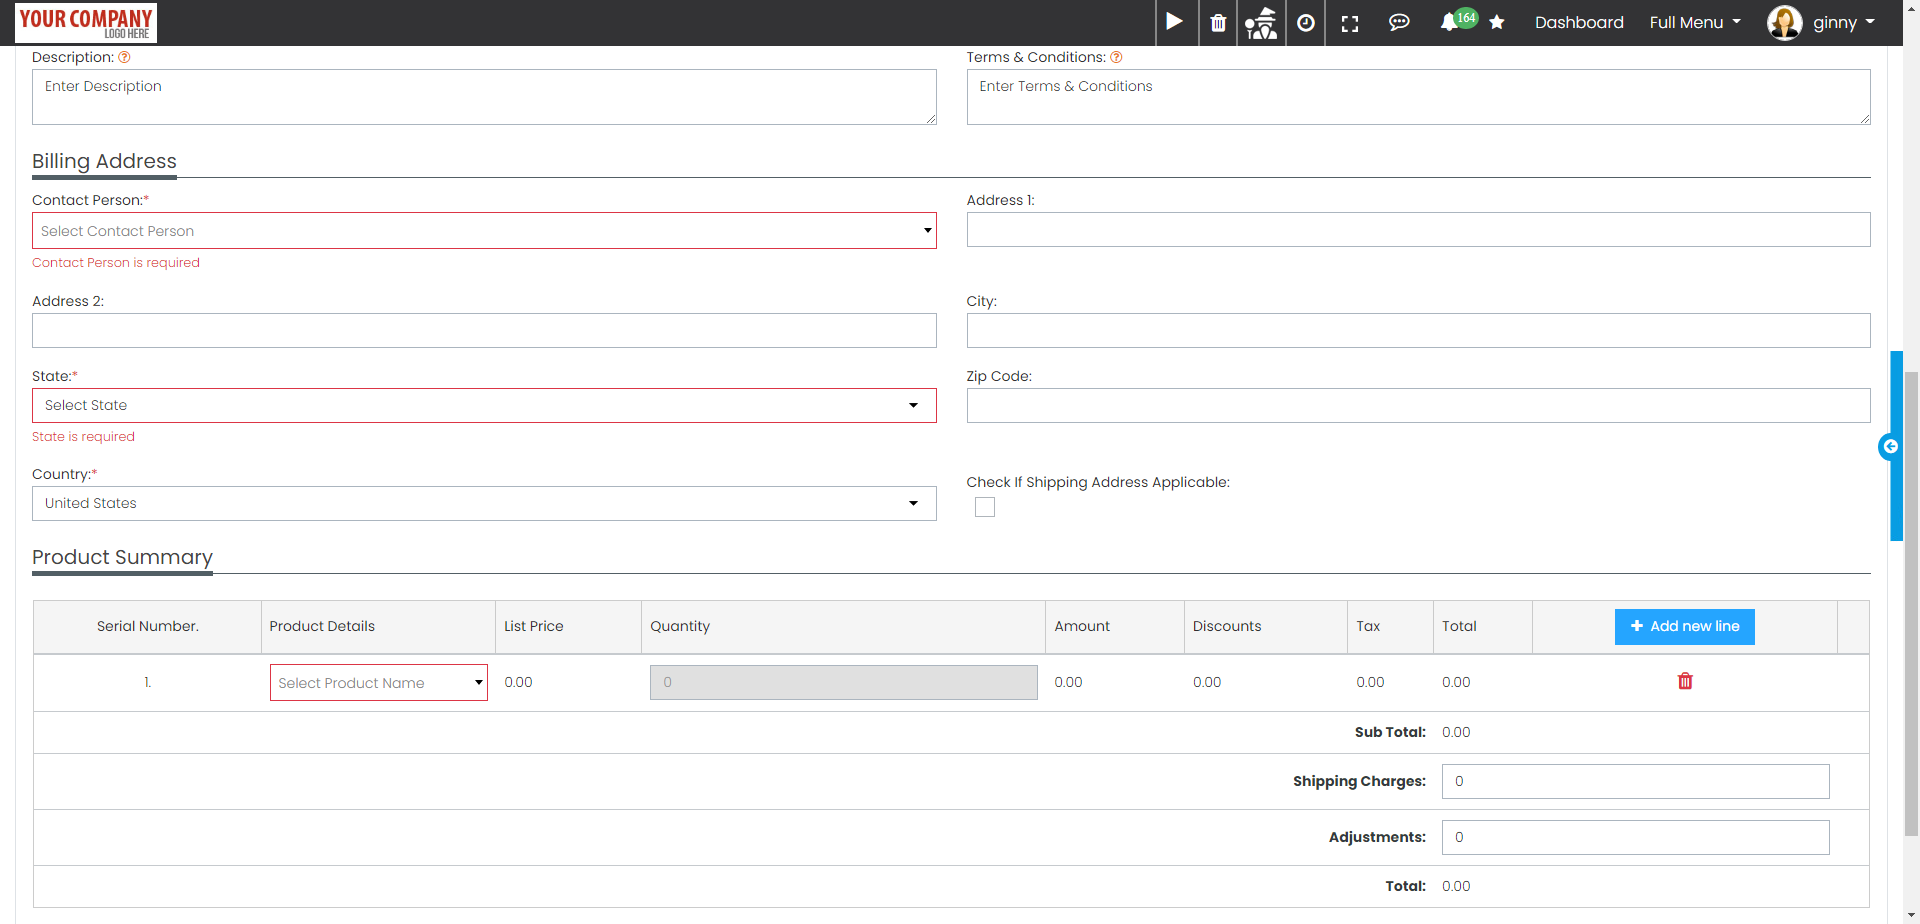 YOUR COMPANY
LOGO HERE
164
Dashboard
Full Menu
ginny
Description:
Terms & Conditions:
Enter Description
Enter Terms & Conditions
Billing Address
Contact Person:*
Address 1:
Select Contact Person
Contact Person is required
Address 2:
City:
State:*
Zip Code:
Select State
State is required
Country:*
Check If Shipping Address Applicable:
United States
Product Summary
Serial Number. Product Details List Price Quantity Amount Discounts Tax Total + Add new line
1. Select Product Name 0.00 0 0.00 0.00 0.00 0.00
Sub Total: 0.00
Shipping Charges: 0
Adjustments: 0
Total: 0.00